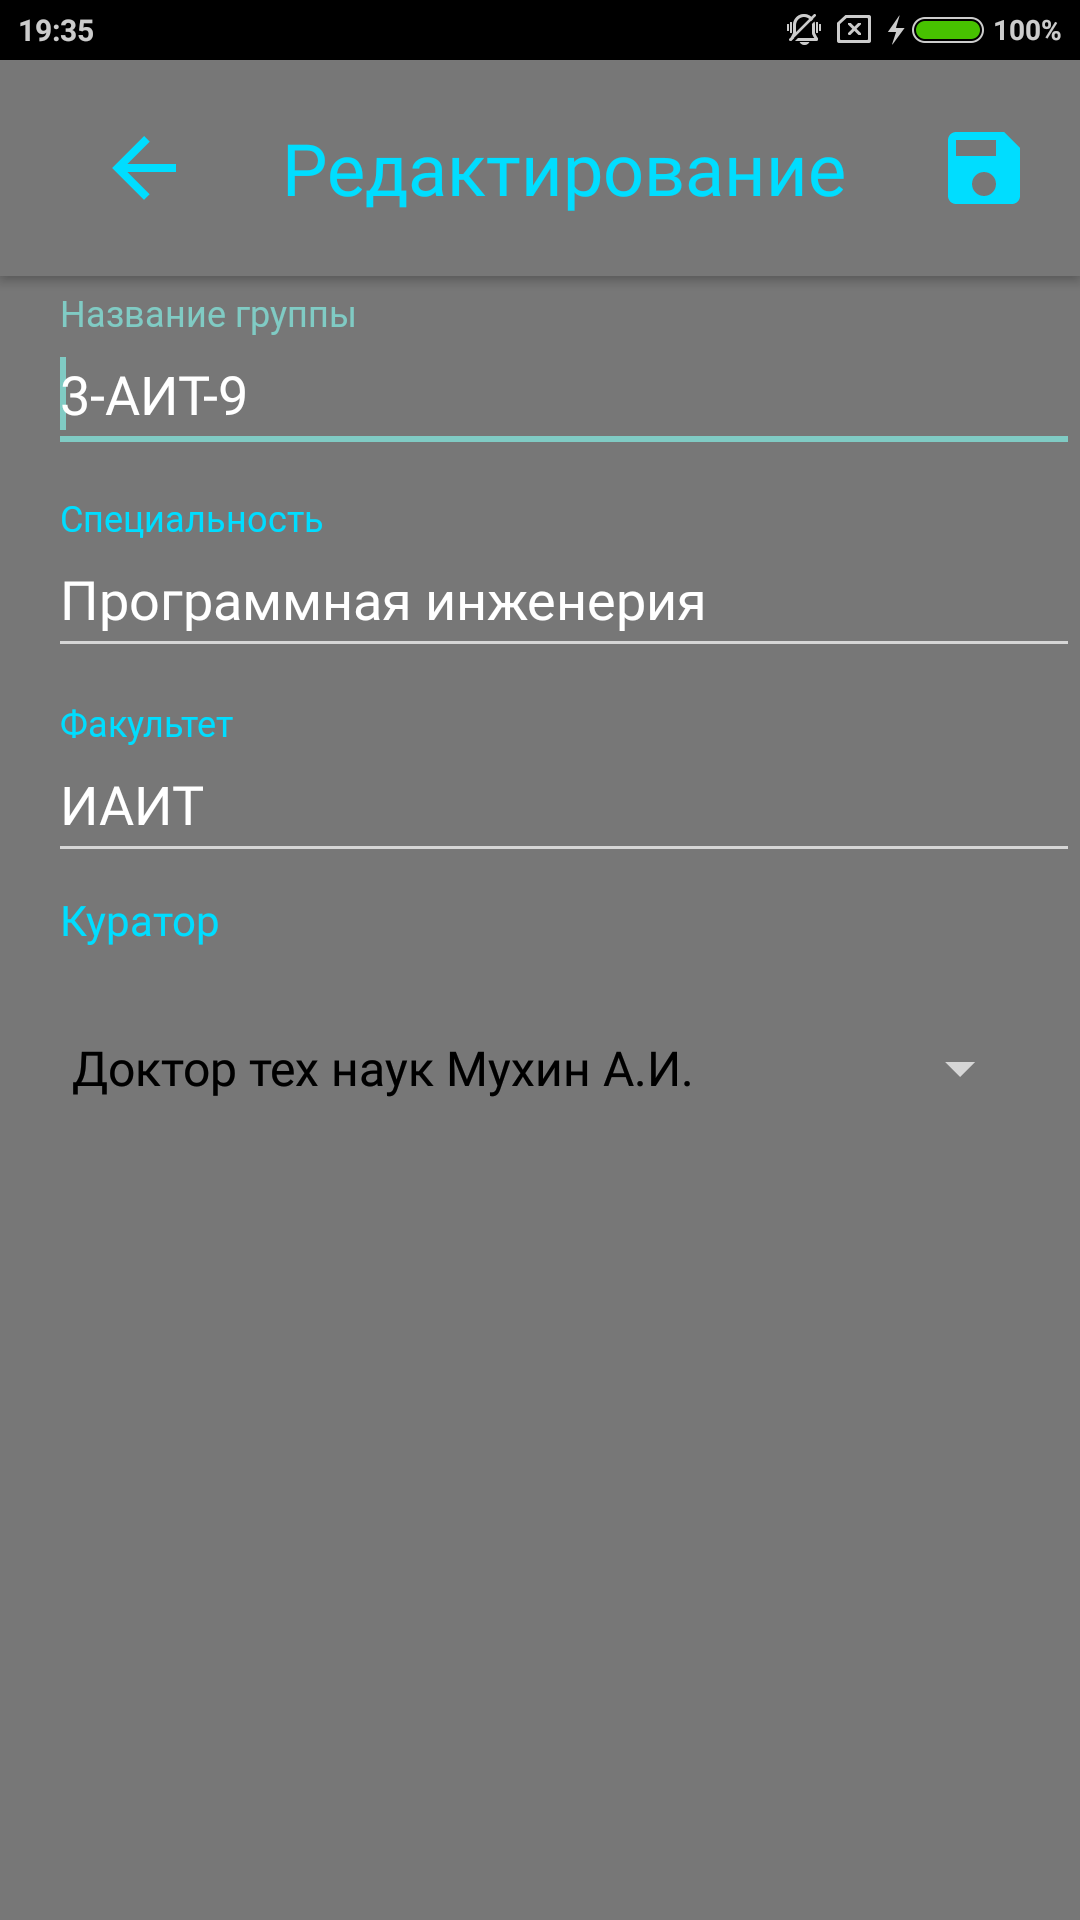 19:35
100%
Редактирование
Название группы
3-АИТ-9
Специальность
Программная инженерия
Факультет
ИАИТ
Куратор
Доктор тех наук Мухин А.И.